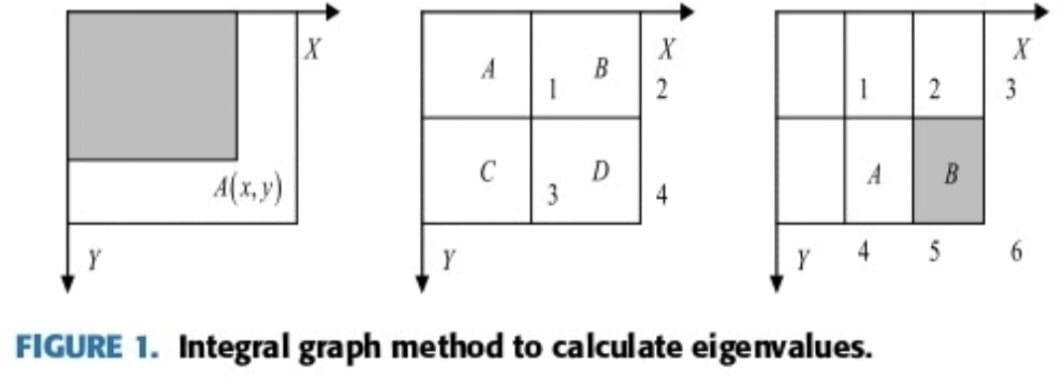 X
A(x, y)
Y
A
B
X
1
2
C
D
3
4
Y
X
1
2
3
A
B
Y
4
5
6
FIGURE 1. Integral graph method to calculate eigenvalues.